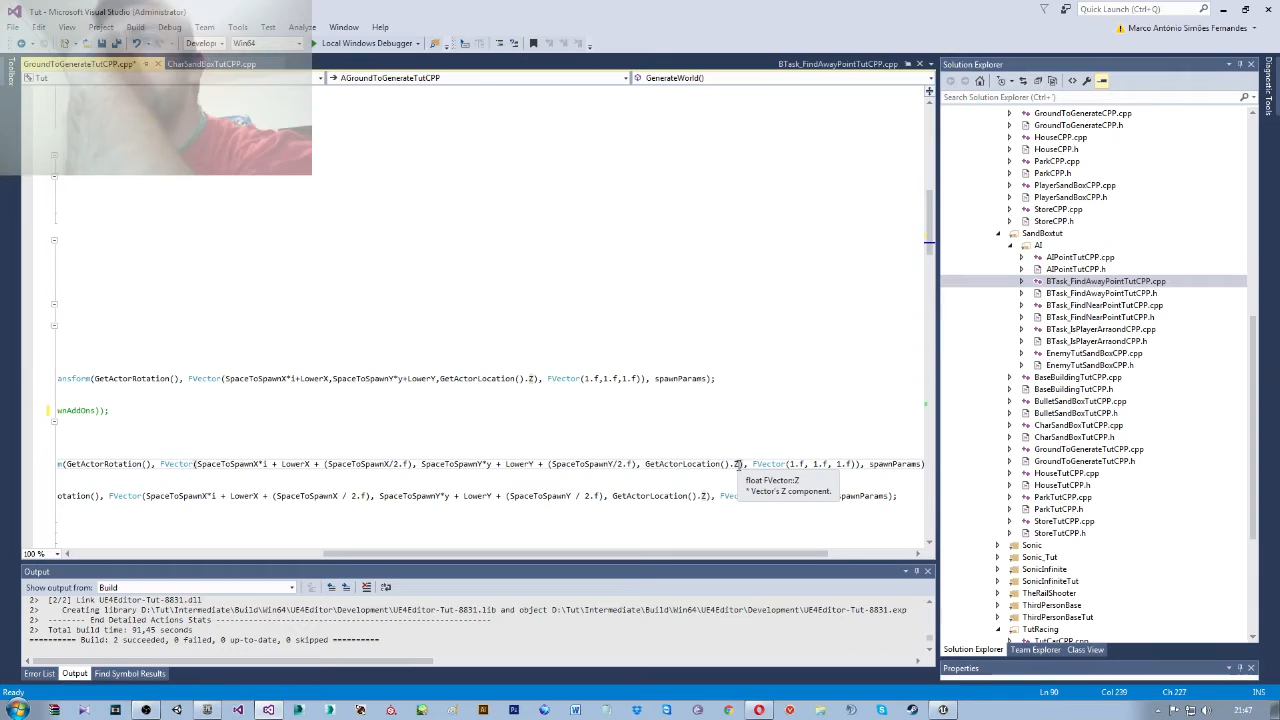 Tut - Microsoft Visual Studio (Administrator)
Quick Launch (Ctrl+Q)
File Edit View Project Build Debug Team Tools Test Analyze Window Help
Marco António Simões Fernandes
Develop Win64 Local Windows Debugger
GroundToGenerateTutCPP.cpp* CharSandBoxTutCPP.cpp BTask_FindAwayPointTutCPP.cpp
Tut AGroundToGenerateTutCPP GenerateWorld()
Toolbox
ansform(GetActorRotation(), FVector(SpaceToSpawnX*i+LowerX,SpaceToSpawnY*y+LowerY,GetActorLocation().Z), FVector(1.f,1.f,1.f)), spawnParams);
wnAddOns));
m(GetActorRotation(), FVector(SpaceToSpawnX*i + LowerX + (SpaceToSpawnX/2.f), SpaceToSpawnY*y + LowerY + (SpaceToSpawnY/2.f), GetActorLocation().Z), FVector(1.f, 1.f, 1.f)), spawnParams)
float FVector::Z
* Vector's Z component.
otation(), FVector(SpaceToSpawnX*i + LowerX + (SpaceToSpawnX / 2.f), SpaceToSpawnY*y + LowerY + (SpaceToSpawnY / 2.f), GetActorLocation().Z), FVe spawnParams);
100 %
Output
Show output from: Build
2> [2/2] Link UE4Editor-Tut-8831.dll
2> Creating library D:\Tut\Intermediate\Build\Win64\UE4Editor\Development\UE4Editor-Tut-8831.lib and object D:\Tut\Intermediate\Build\Win64\UE4Editor\Development\UE4Editor-Tut-8831.exp
2> -------- End Detailed Actions Stats -----------------------------------------------------------
2> Total build time: 91,45 seconds
========== Build: 2 succeeded, 0 failed, 0 up-to-date, 0 skipped ==========
Error List Output Find Symbol Results
Solution Explorer
Search Solution Explorer (Ctrl+')
GroundToGenerateCPP.cpp
GroundToGenerateCPP.h
HouseCPP.cpp
HouseCPP.h
ParkCPP.cpp
ParkCPP.h
PlayerSandBoxCPP.cpp
PlayerSandBoxCPP.h
StoreCPP.cpp
StoreCPP.h
SandBoxtut
AI
AIPointTutCPP.cpp
AIPointTutCPP.h
BTask_FindAwayPointTutCPP.cpp
BTask_FindAwayPointTutCPP.h
BTask_FindNearPointTutCPP.cpp
BTask_FindNearPointTutCPP.h
BTask_IsPlayerArraondCPP.cpp
BTask_IsPlayerArraondCPP.h
EnemyTutSandBoxCPP.cpp
EnemyTutSandBoxCPP.h
BaseBuildingTutCPP.cpp
BaseBuildingTutCPP.h
BulletSandBoxTutCPP.cpp
BulletSandBoxTutCPP.h
CharSandBoxTutCPP.cpp
CharSandBoxTutCPP.h
GroundToGenerateTutCPP.cpp
GroundToGenerateTutCPP.h
HouseTutCPP.cpp
HouseTutCPP.h
ParkTutCPP.cpp
ParkTutCPP.h
StoreTutCPP.cpp
StoreTutCPP.h
Sonic
Sonic_Tut
SonicInfinite
SonicInfiniteTut
TheRailShooter
ThirdPersonBase
ThirdPersonBaseTut
TutRacing
TutCarCPP.cpp
Solution Explorer Team Explorer Class View
Properties
Diagnostic Tools
Ready Ln 90 Col 239 Ch 227 INS
21:47